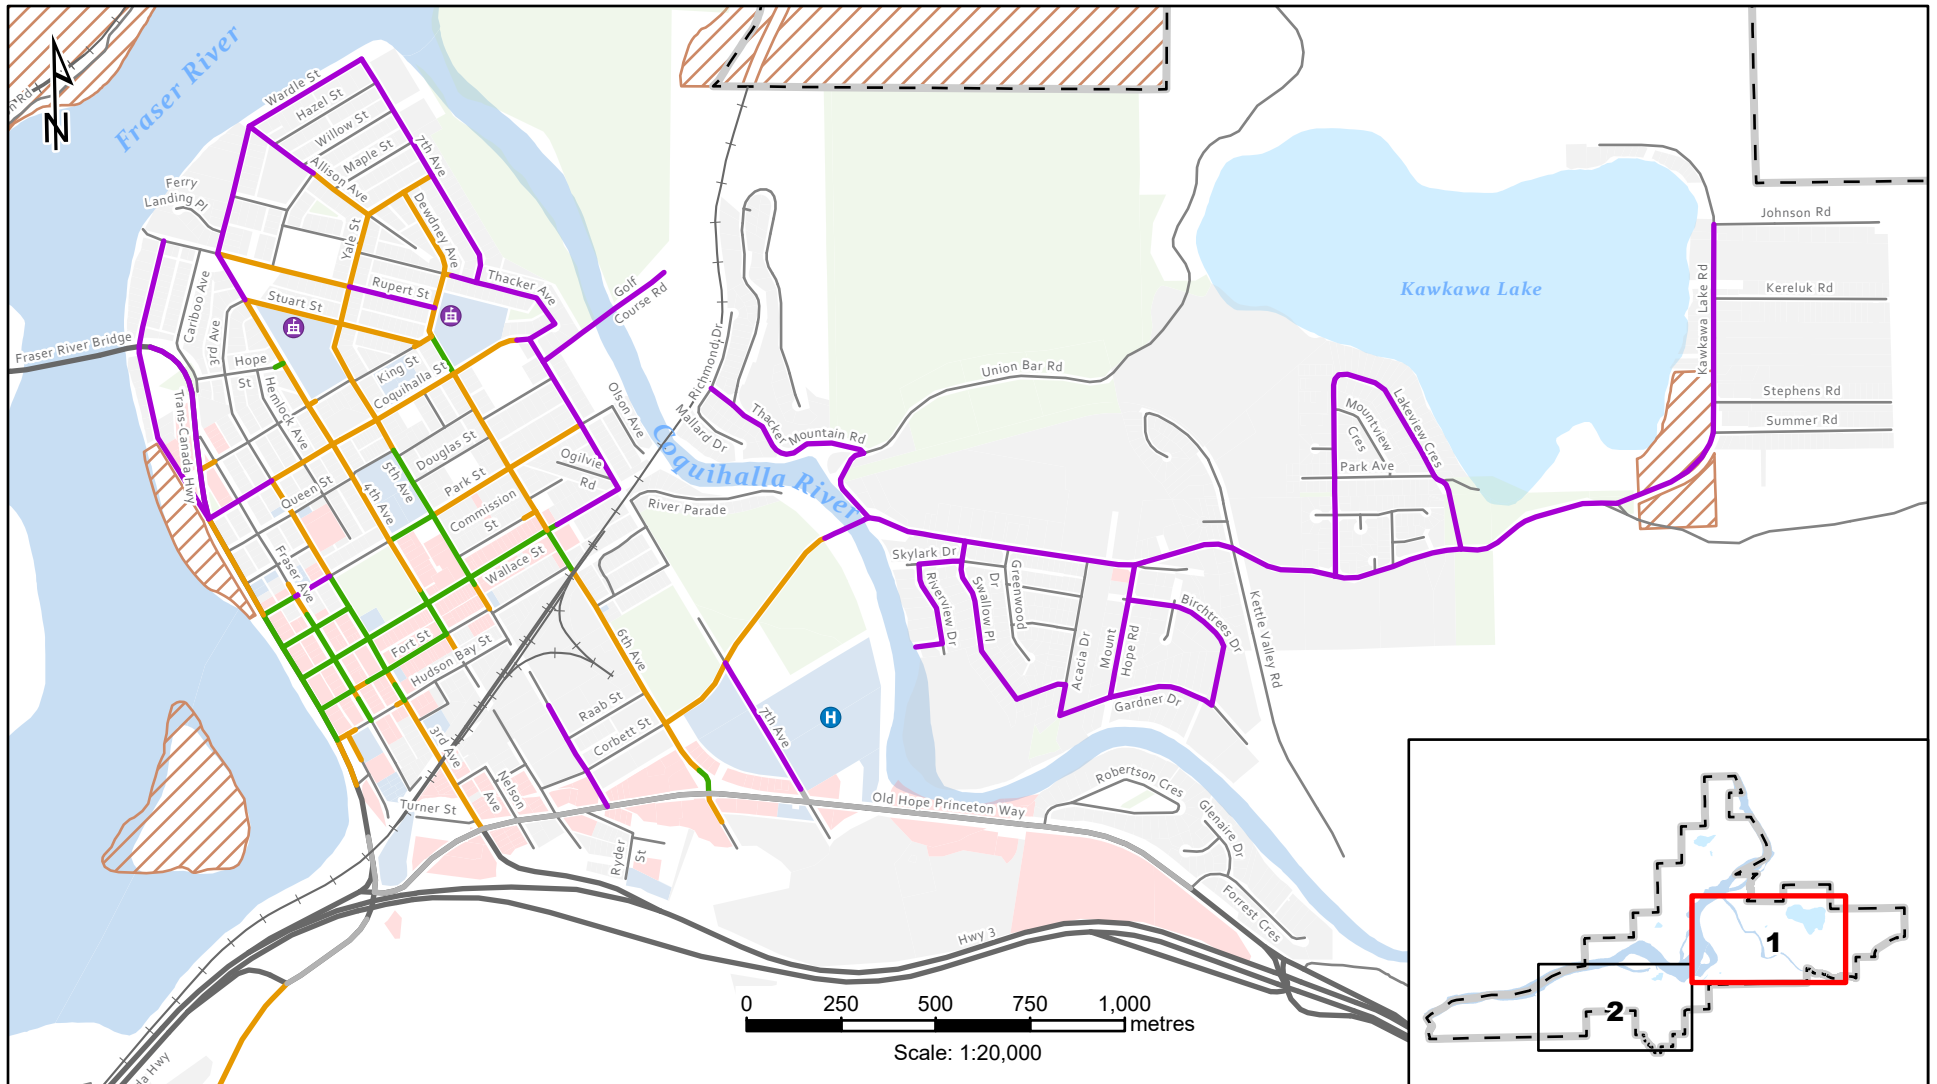 N
Fraser River
n Rd
Wardle St
Hazel St
Willow St
Maple St
Allison Ave
7th Ave
Ferry
Landing Pl
Yale St
Dewdney Ave
Cariboo Ave
Stuart St
Rupert St
Thacker Ave
Golf
Course Rd
3rd Ave
Fraser River Bridge
Hope
St
King St
Coquihalla St
Hemlock Ave
Trans-Canada Hwy
Queen St
Douglas St
5th Ave
4th Ave
Park St
Commission
St
Ogilvie
Rd
Olson Ave
Richmond Dr
Mallard Dr
Thacker
Mountain Rd
Union Bar Rd
Coquihalla River
River Parade
Wallace St
Fraser Ave
Fort St
Hudson Bay St
6th Ave
Raab St
Corbett St
7th Ave
H
3rd Ave
Nelson
Ave
Turner St
Ryder
St
Old Hope Princeton Way
Hwy 3
da Hwy
Skylark Dr
Riverview Dr
Swallow Pl
Dr
Greenwood
Acacia Dr
Mount
Hope Rd
Birchtrees Dr
Gardner Dr
Kettle Valley Rd
Robertson Cres
Glenaire Dr
Forrest Cres
Kawkawa Lake
Kawkawa Lake Rd
Johnson Rd
Kereluk Rd
Stephens Rd
Summer Rd
Lakeview Cres
Mountview
Cres
Park Ave
0 250 500 750 1,000
metres
Scale: 1:20,000
1
2